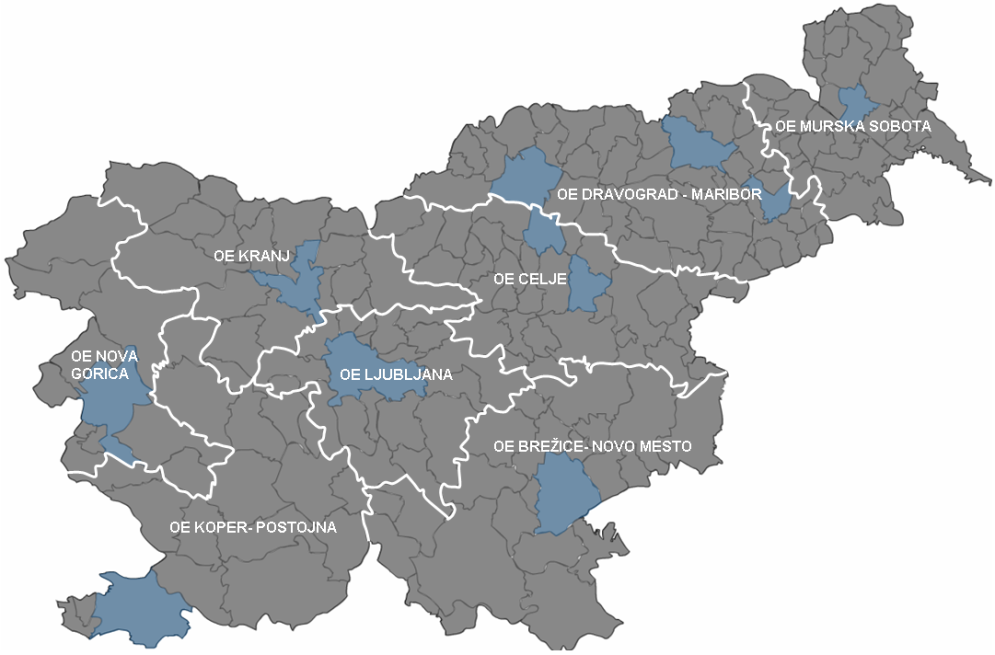 OE MURSKA SOBOTA
OE DRAVOGRAD - MARIBOR
OE KRANJ
OE CELJE
OE NOVA
GORICA
OE LJUBLJANA
OE BREŽICE- NOVO MESTO
OE KOPER- POSTOJNA